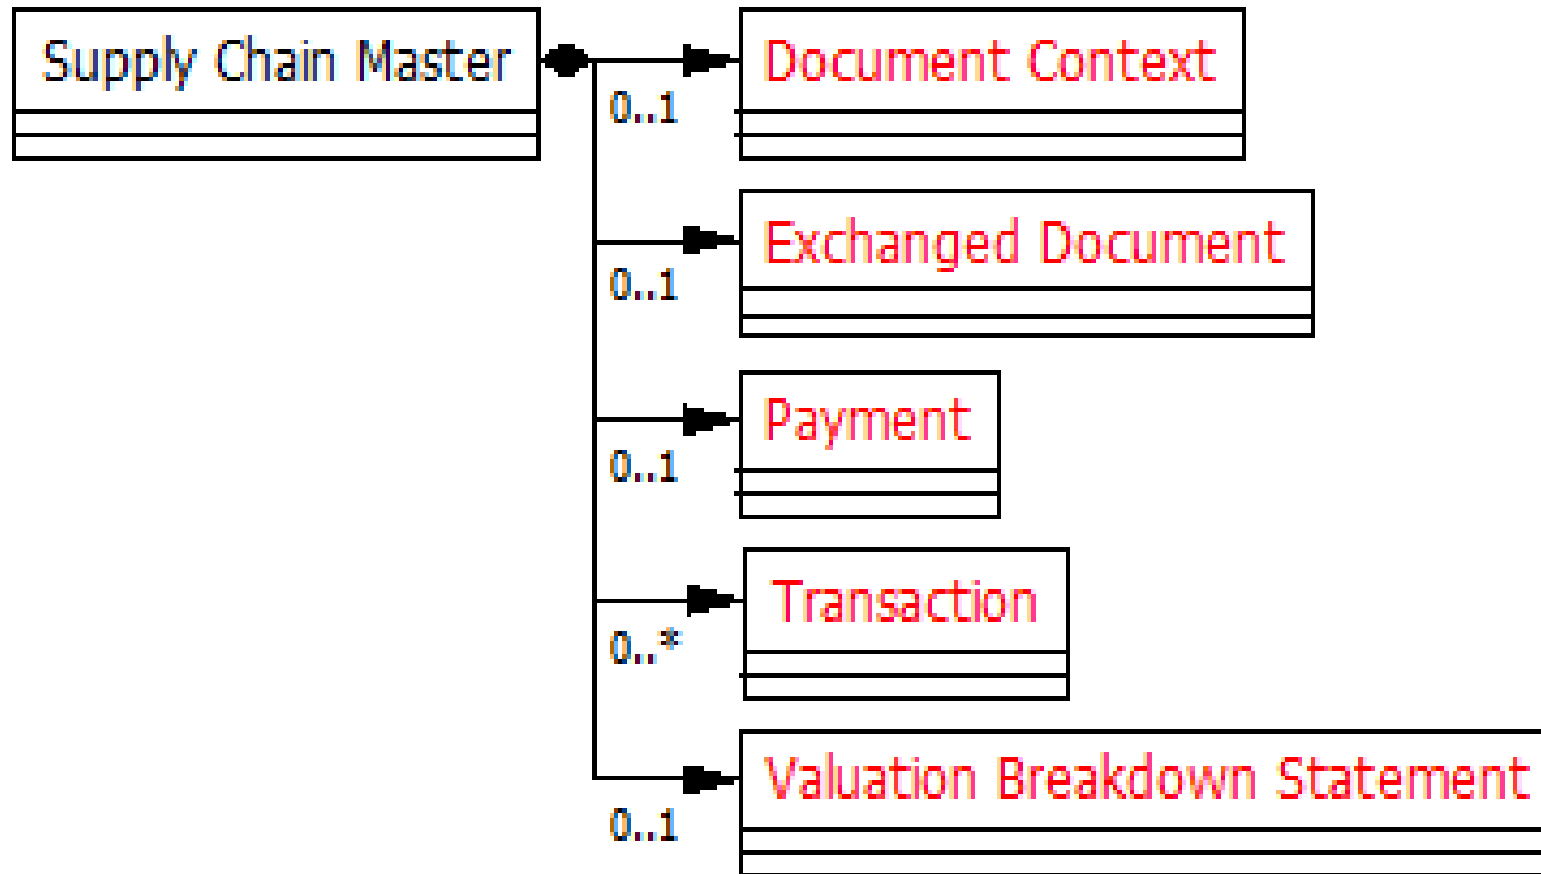 Supply Chain Master
Document Context
0..1
Exchanged Document
0..1
Payment
0..1
Transaction
0..*
Valuation Breakdown Statement
0..1